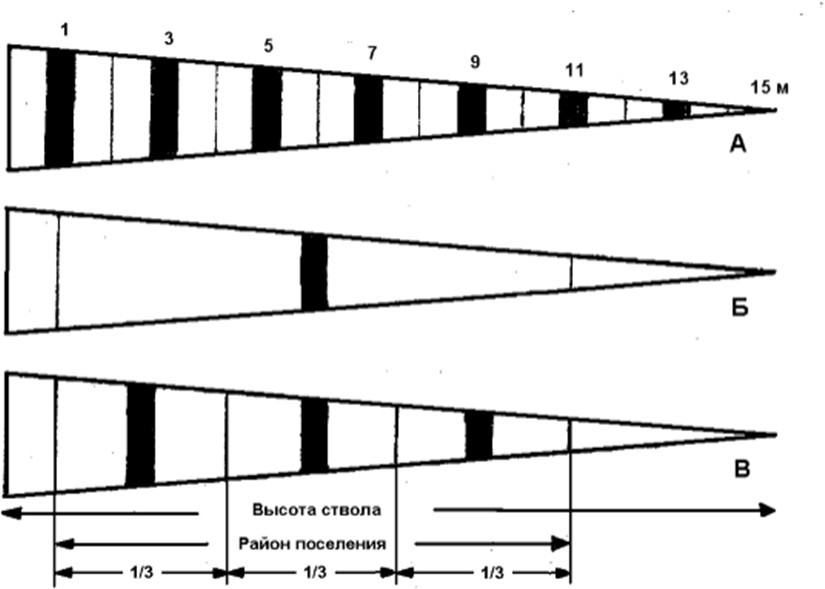 1 3 5 7 9 11 13 15 м
А
Б
В
Высота ствола
Район поселения
1/3 1/3 1/3